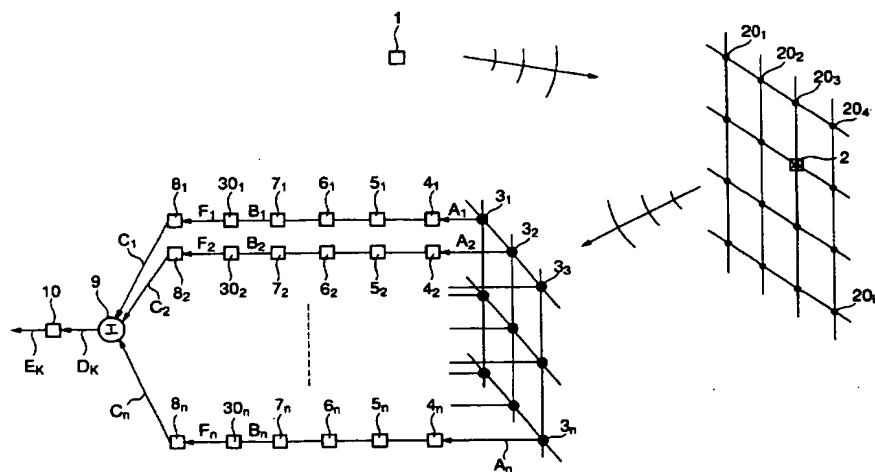 1
20₁
20₂
20₃
20₄
2
8₁ 30₁ 7₁ 6₁ 5₁ 4₁ 3₁
F₁ B₁ A₁
3₂
F₂ B₂ A₂
C₁
C₂
8₂ 30₂ 7₂ 6₂ 5₂ 4₂
3₃
10 9
Σ
E_K D_K
20
C_n
8_n 30_n 7_n 6_n 5_n 4_n 3_n
F_n B_n
A_n